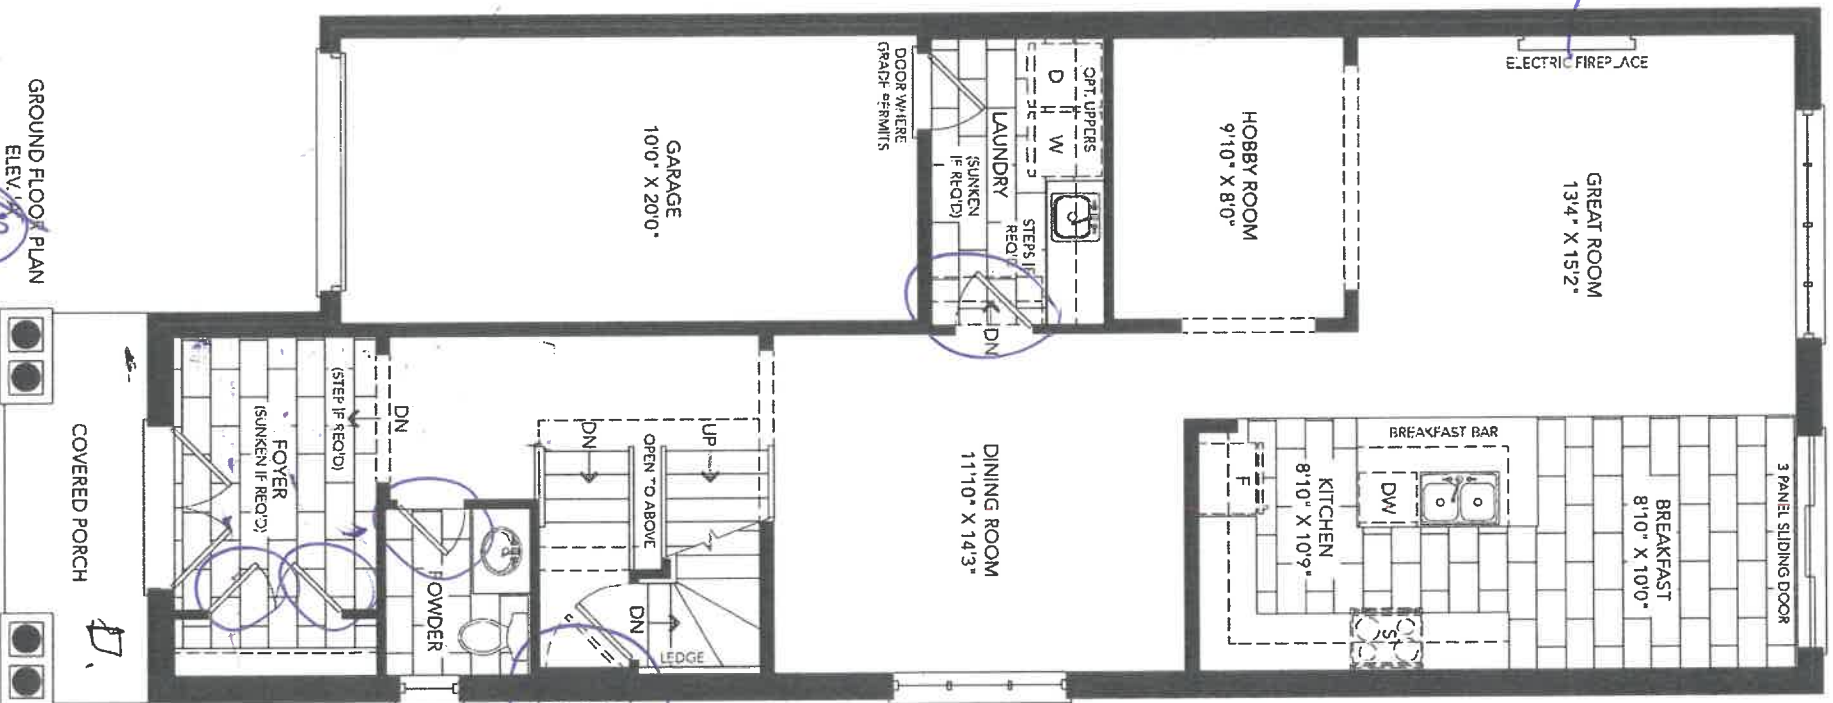 ELECTRIC FIREPLACE
GREAT ROOM
13'4" X 15'2"
3 PANEL SLIDING DOOR
BREAKFAST
8'10" X 10'0"
BREAKFAST BAR
DW
KITCHEN
8'10" X 10'9"
F
HOBBY ROOM
9'10" X 8'0"
OPT. UPPERS
D
W
LAUNDRY
(SUNKEN
IF REQ'D)
STEPS IF
REQ'D
DN
DOOR WHERE
GRADE PERMITS
DINING ROOM
11'10" X 14'3"
GARAGE
10'0" X 20'0"
UP
OPEN TO ABOVE
DN
DN
LEDGE
DN
POWDER
(STEP IF REQ'D)
FOYER
(SUNKEN IF REQ'D)
COVERED PORCH
GROUND FLOOR PLAN
ELEV.